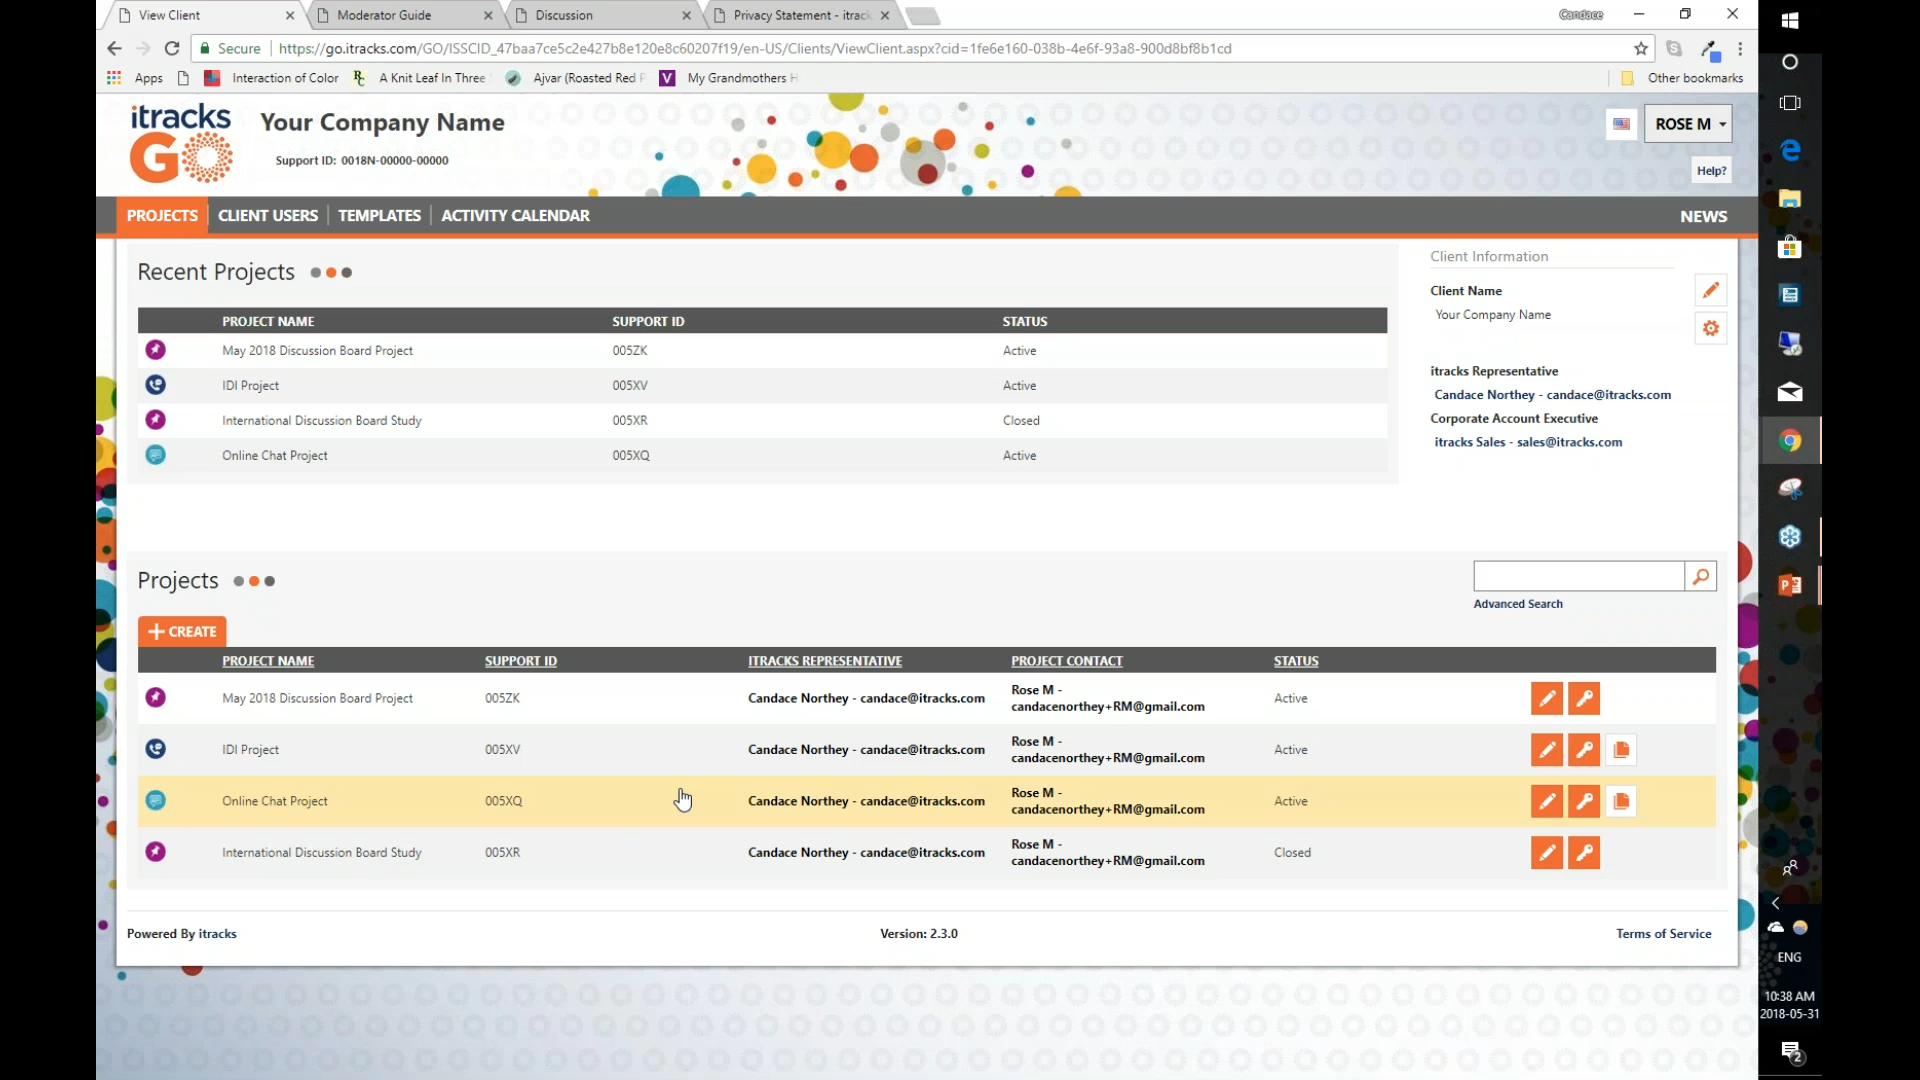 View Client
Moderator Guide
Discussion
Privacy Statement - itrack
Candace
Secure
https://go.itracks.com/GO/ISSCID_47baa7ce5c2e427b8e120e8c60207f19/en-US/Clients/ViewClient.aspx?cid=1fe6e160-038b-4e6f-93a8-900d8bf8b1cd
Apps
Interaction of Color
A Knit Leaf In Three
Ajvar (Roasted Red P
My Grandmothers H
Other bookmarks
itracks
GO
Your Company Name
Support ID: 0018N-00000-00000
ROSE M
Help?
PROJECTS
CLIENT USERS
TEMPLATES
ACTIVITY CALENDAR
NEWS
Recent Projects
PROJECT NAME SUPPORT ID STATUS
May 2018 Discussion Board Project 005ZK Active
IDI Project 005XV Active
International Discussion Board Study 005XR Closed
Online Chat Project 005XQ Active
Client Information
Client Name
Your Company Name
itracks Representative
Candace Northey - candace@itracks.com
Corporate Account Executive
itracks Sales - sales@itracks.com
Projects
Advanced Search
CREATE
PROJECT NAME SUPPORT ID ITRACKS REPRESENTATIVE PROJECT CONTACT STATUS
May 2018 Discussion Board Project 005ZK Candace Northey - candace@itracks.com Rose M - Active
candacenorthey+RM@gmail.com
IDI Project 005XV Candace Northey - candace@itracks.com Rose M - Active
candacenorthey+RM@gmail.com
Online Chat Project 005XQ Candace Northey - candace@itracks.com Rose M - Active
candacenorthey+RM@gmail.com
International Discussion Board Study 005XR Candace Northey - candace@itracks.com Rose M - Closed
candacenorthey+RM@gmail.com
Powered By itracks
Version: 2.3.0
Terms of Service
ENG
10:38 AM
2018-05-31
2